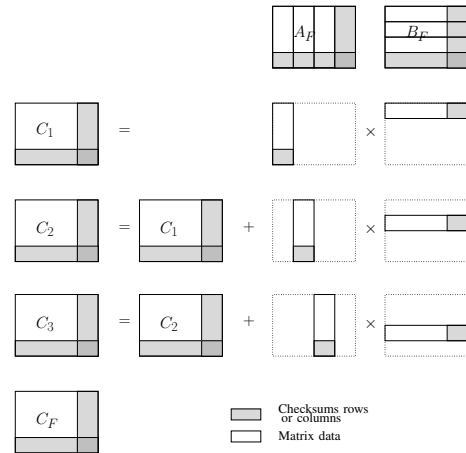 A_F B_F
C_1 = ×
C_2 = C_1 + ×
C_3 = C_2 + ×
C_F
Checksums rows
or columns
Matrix data